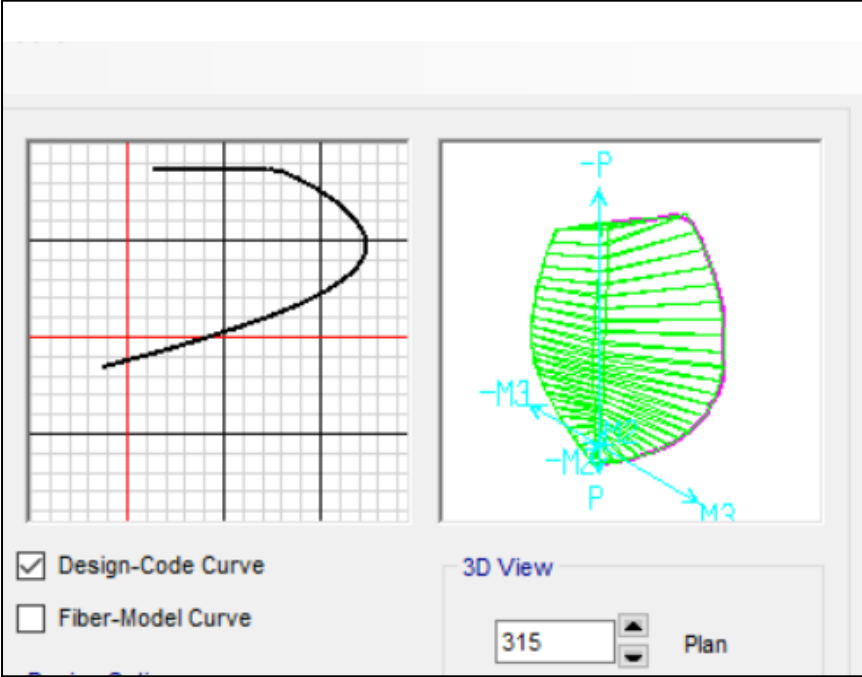 -P
-M3
-M2
P
M3
Design-Code Curve
3D View
Fiber-Model Curve
315
Plan